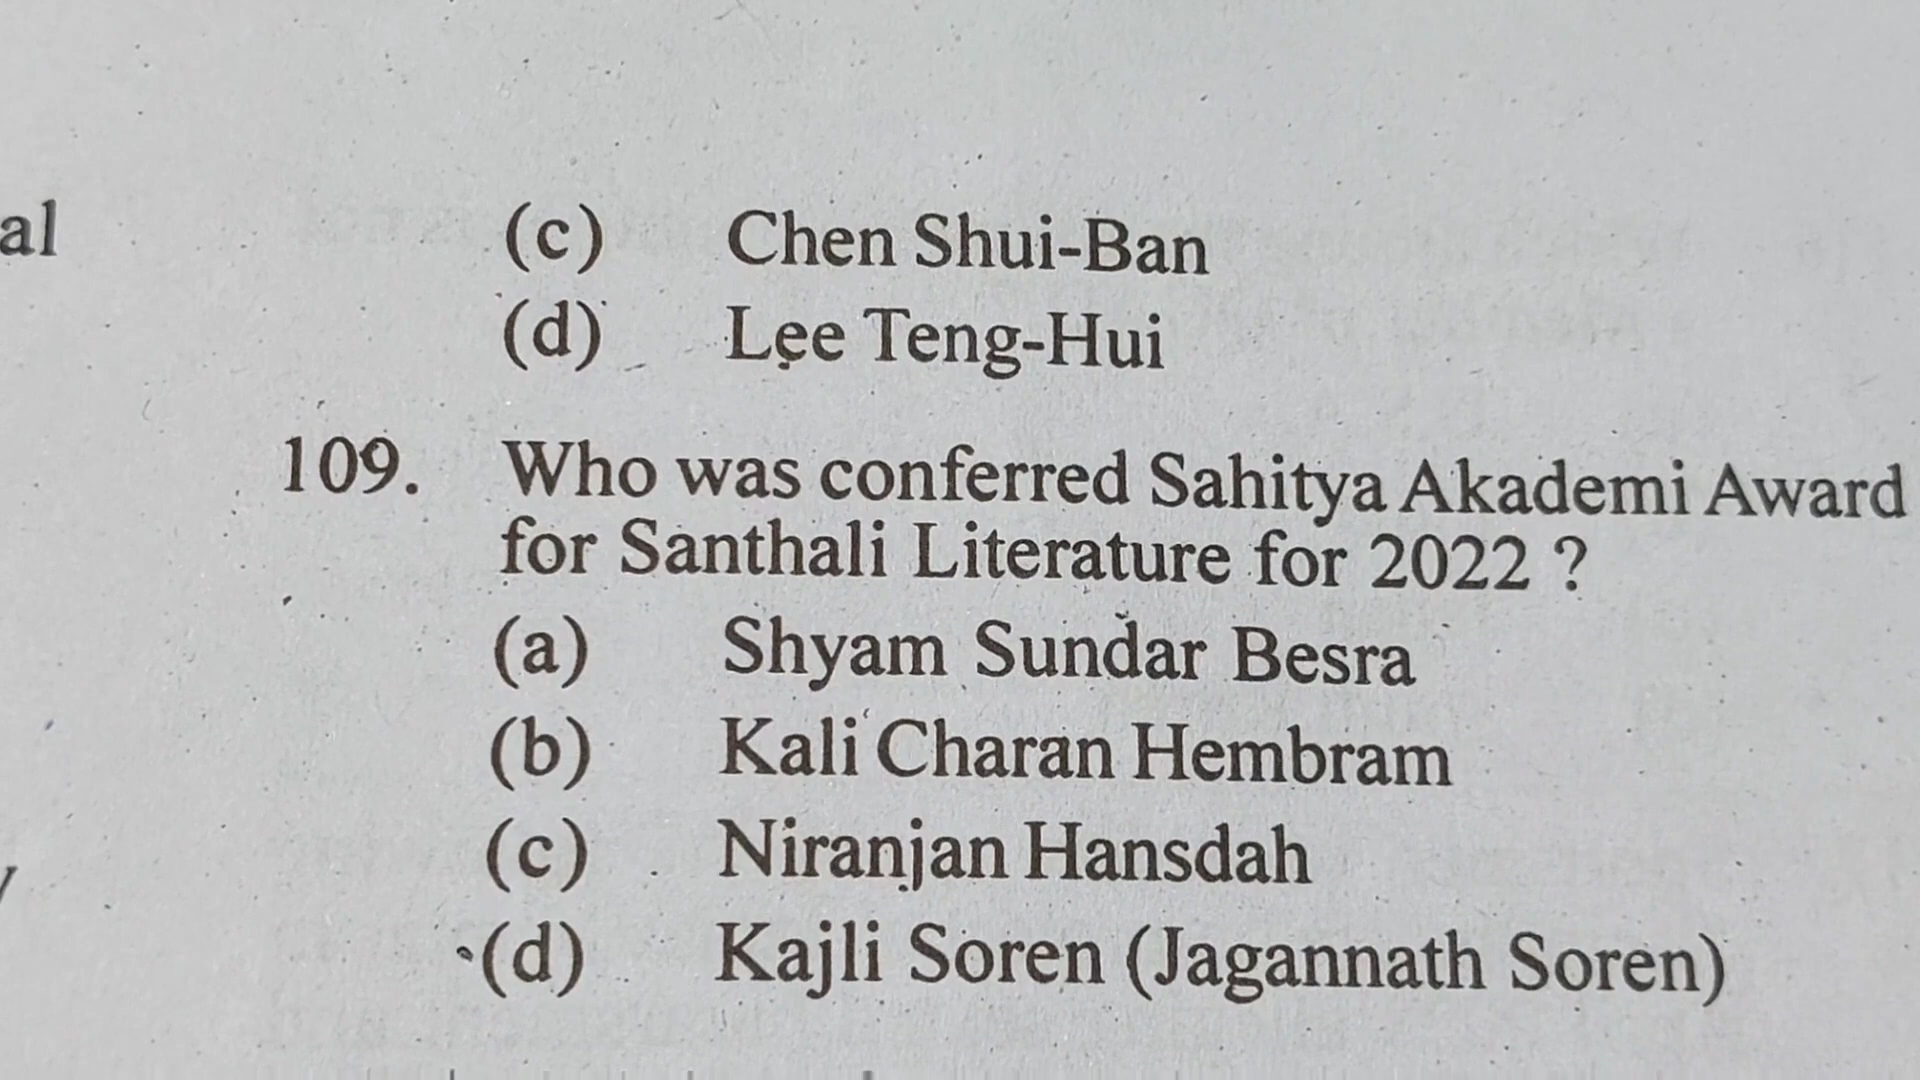 al
(c) Chen Shui-Ban
(d) Lee Teng-Hui
109. Who was conferred Sahitya Akademi Award
for Santhali Literature for 2022 ?
(a) Shyam Sundar Besra
(b) Kali Charan Hembram
(c) Niranjan Hansdah
(d) Kajli Soren (Jagannath Soren)